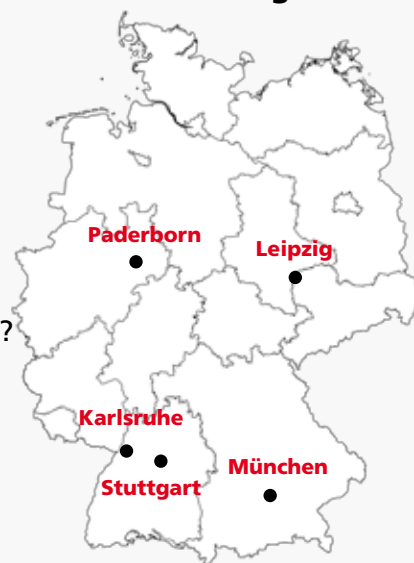 g
Paderborn
Leipzig
?
Karlsruhe
Stuttgart
München